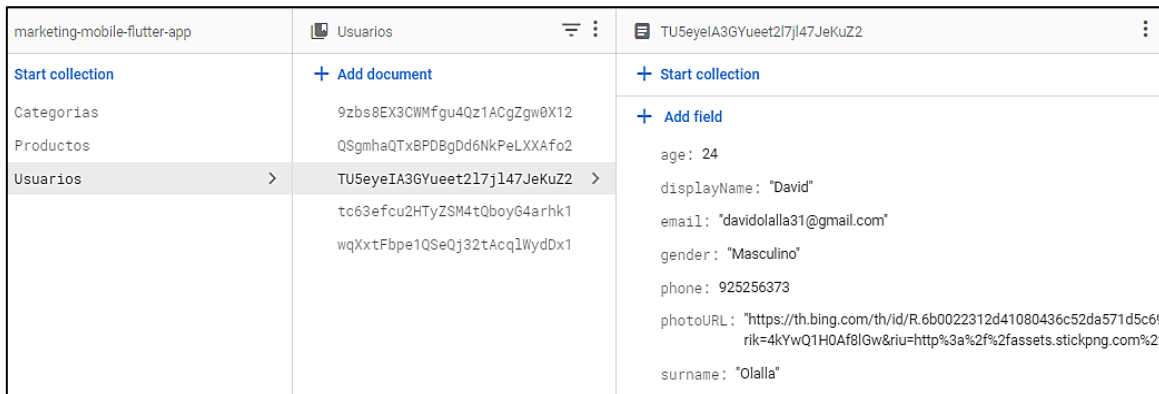 marketing-mobile-flutter-app
Start collection
Categorias
Productos
Usuarios
Usuarios
Add document
9zbs8EX3CWMfgu4Qz1ACgZgw0X12
QSgmhaQTxBPDBgDd6NkPeLXXAfo2
TU5eyeIA3GYueet2l7jl47JeKuZ2
tc63efcu2HTyZSM4tQboyG4arhk1
wqXxtFbpe1QSeQj32tAcqlWydDx1
TU5eyeIA3GYueet2l7jl47JeKuZ2
Start collection
Add field
age: 24
displayName: "David"
email: "davidolalla31@gmail.com"
gender: "Masculino"
phone: 925256373
photoURL: "https://th.bing.com/th/id/R.6b0022312d41080436c52da571d5c69
rik=4kYwQ1H0Af8lGw&riu=http%3a%2f%2fassets.stickpng.com%2f
surname: "Olalla"